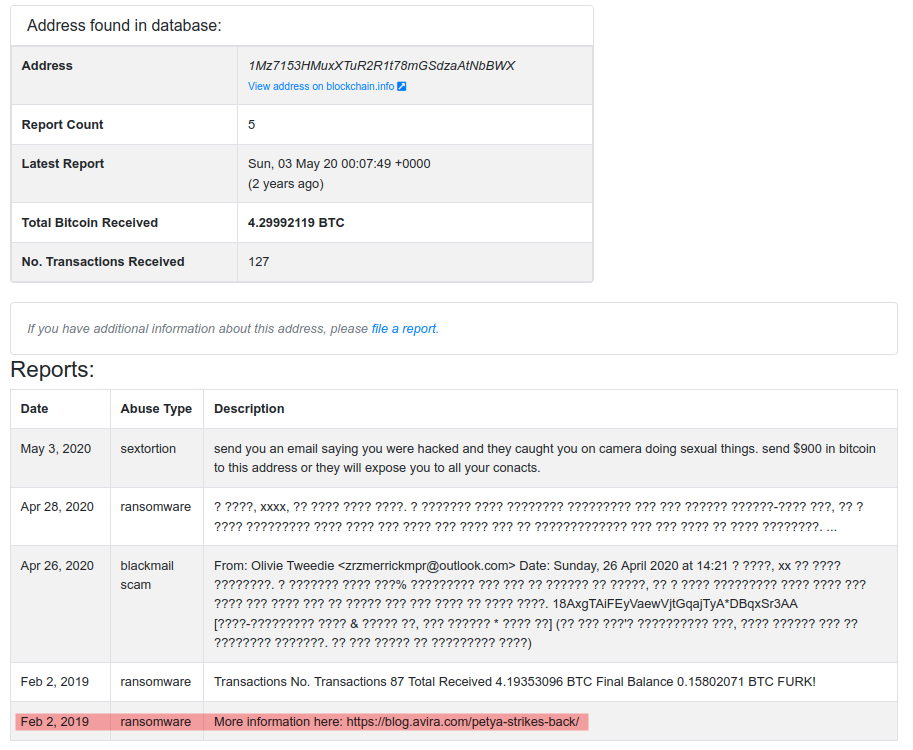 Address found in database:
Address 1Mz7153HMuxXTuR2R1t78mGSdzaAtNbBWX
View address on blockchain.info
Report Count 5
Latest Report Sun, 03 May 20 00:07:49 +0000
(2 years ago)
Total Bitcoin Received 4.29992119 BTC
No. Transactions Received 127
If you have additional information about this address, please file a report.
Reports:
Date Abuse Type Description
May 3, 2020 sextortion send you an email saying you were hacked and they caught you on camera doing sexual things. send $900 in bitcoin
to this address or they will expose you to all your conacts.
Apr 28, 2020 ransomware ? ????, xxxx, ?? ???? ???? ????. ? ??????? ???? ???????? ????????? ??? ??? ?????? ??????-???? ???, ?? ?
???? ????????? ???? ???? ??? ???? ??? ???? ??? ?? ????????????? ??? ??? ???? ?? ???? ????????. ...
Apr 26, 2020 blackmail scam From: Olivie Tweedie <zrzmerrickmpr@outlook.com> Date: Sunday, 26 April 2020 at 14:21 ? ????, xx ?? ????
????????. ? ??????? ???? ???% ????????? ??? ??? ?? ?????? ?? ?????, ?? ? ???? ????????? ???? ???? ???
???? ??? ???? ??? ?? ????? ??? ??? ???? ?? ???? ????. 18AxgTAiFEyVaewVjtGqajTyA*DBqxSr3AA
[????-????????? ???? & ????? ??, ??? ?????? * ???? ??] (?? ??? ???'? ?????????? ???, ???? ?????? ??? ??
???????? ???????. ?? ??? ????? ?? ????????? ????)
Feb 2, 2019 ransomware Transactions No. Transactions 87 Total Received 4.19353096 BTC Final Balance 0.15802071 BTC FURK!
Feb 2, 2019 ransomware More information here: https://blog.avira.com/petya-strikes-back/